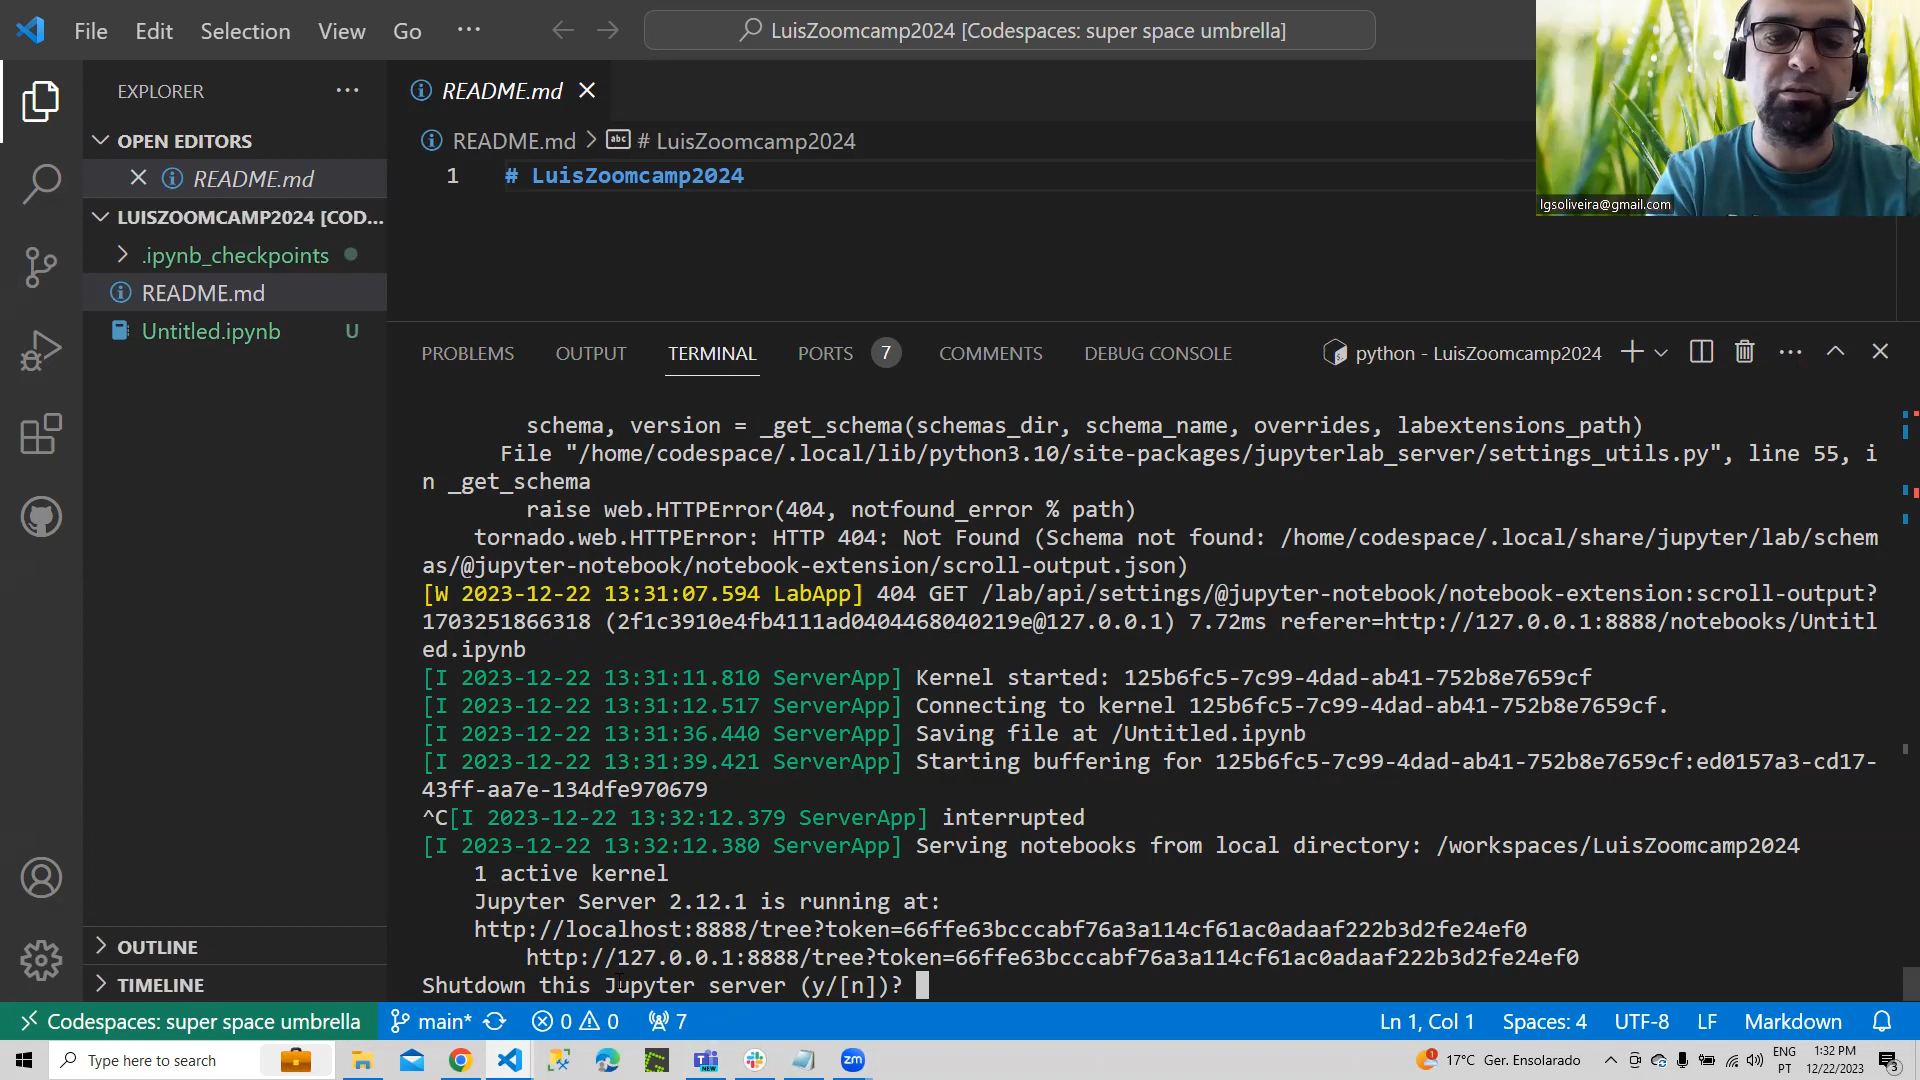 File Edit Selection View Go ···
LuisZoomcamp2024 [Codespaces: super space umbrella]
lgsoliveira@gmail.com
EXPLORER ···
OPEN EDITORS
README.md
LUISZOOMCAMP2024 [COD...
.ipynb_checkpoints
README.md
Untitled.ipynb U
OUTLINE
TIMELINE
README.md
README.md > abc # LuisZoomcamp2024
1 # LuisZoomcamp2024
PROBLEMS OUTPUT TERMINAL PORTS 7 COMMENTS DEBUG CONSOLE python - LuisZoomcamp2024
schema, version = _get_schema(schemas_dir, schema_name, overrides, labextensions_path)
File "/home/codespace/.local/lib/python3.10/site-packages/jupyterlab_server/settings_utils.py", line 55, i
n _get_schema
raise web.HTTPError(404, notfound_error % path)
tornado.web.HTTPError: HTTP 404: Not Found (Schema not found: /home/codespace/.local/share/jupyter/lab/schem
as/@jupyter-notebook/notebook-extension/scroll-output.json)
[W 2023-12-22 13:31:07.594 LabApp] 404 GET /lab/api/settings/@jupyter-notebook/notebook-extension:scroll-output?
1703251866318 (2f1c3910e4fb4111ad0404468040219e@127.0.0.1) 7.72ms referer=http://127.0.0.1:8888/notebooks/Untitl
ed.ipynb
[I 2023-12-22 13:31:11.810 ServerApp] Kernel started: 125b6fc5-7c99-4dad-ab41-752b8e7659cf
[I 2023-12-22 13:31:12.517 ServerApp] Connecting to kernel 125b6fc5-7c99-4dad-ab41-752b8e7659cf.
[I 2023-12-22 13:31:36.440 ServerApp] Saving file at /Untitled.ipynb
[I 2023-12-22 13:31:39.421 ServerApp] Starting buffering for 125b6fc5-7c99-4dad-ab41-752b8e7659cf:ed0157a3-cd17-
43ff-aa7e-134dfe970679
^C[I 2023-12-22 13:32:12.379 ServerApp] interrupted
[I 2023-12-22 13:32:12.380 ServerApp] Serving notebooks from local directory: /workspaces/LuisZoomcamp2024
1 active kernel
Jupyter Server 2.12.1 is running at:
http://localhost:8888/tree?token=66ffe63bcccabf76a3a114cf61ac0adaaf222b3d2fe24ef0
http://127.0.0.1:8888/tree?token=66ffe63bcccabf76a3a114cf61ac0adaaf222b3d2fe24ef0
Shutdown this Jupyter server (y/[n])?
Codespaces: super space umbrella main* 0 0 7 Ln 1, Col 1 Spaces: 4 UTF-8 LF Markdown
Type here to search 17°C Ger. Ensolarado ENG 1:32 PM
PT 12/22/2023 3